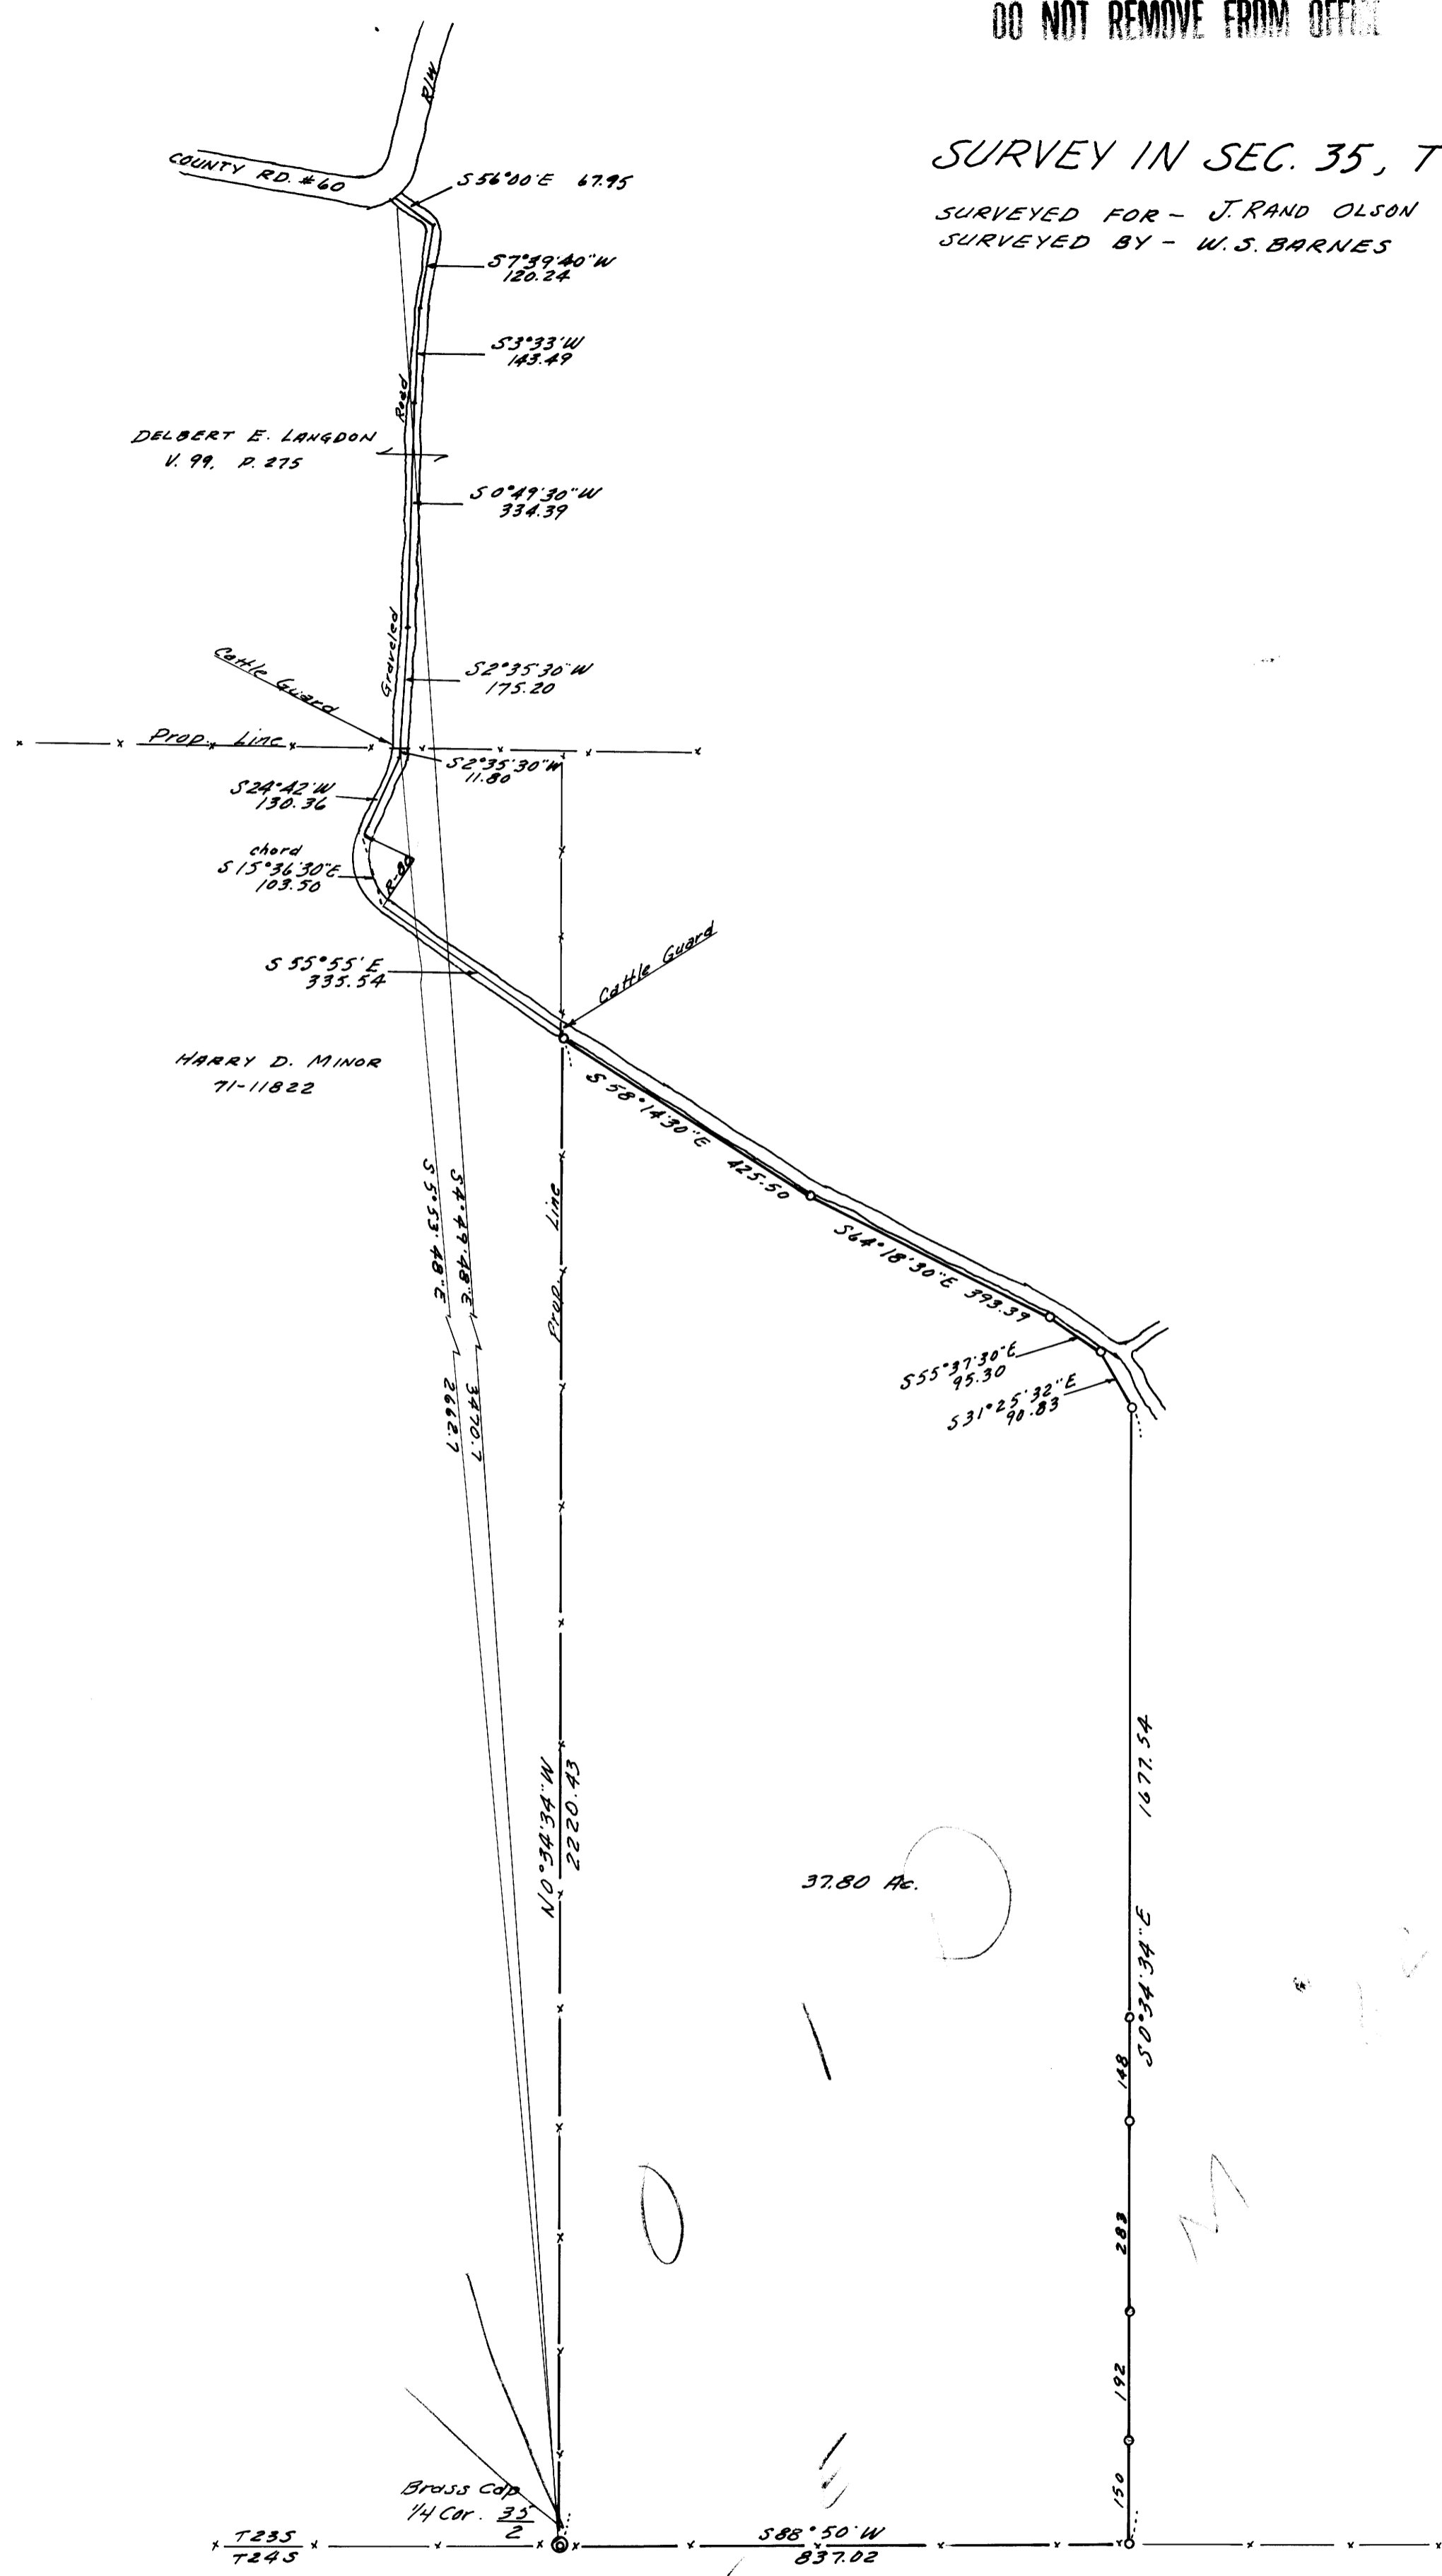 DO NOT REMOVE FROM OFFICE
SURVEY IN SEC. 35, T
SURVEYED FOR - J. RAND OLSON
SURVEYED BY - W.S. BARNES
R/W
COUNTY RD. #60
S 56°00' E 67.95
S 7°39'40" W
120.24
S 3°33' W
143.49
Road
DELBERT E. LANGDON
V. 99, P. 275
S 0°49'30" W
334.39
Graveled
Cattle Guard
S 2°35'30" W
175.20
Prop. Line
S 2°35'30" W
11.80
S 24°42' W
130.36
chord
S 15°36'30" E
103.50
R-80
Cattle Guard
S 55°55' E
335.54
HARRY D. MINOR
71-11822
S 58°14'30" E 425.50
S 64°18'30" E 393.39
S 55°37'30" E
95.30
S 31°25'32" E
90.83
S 5°53'48" E 2662.7
S 4°49'48" E 3470.7
Prop. Line
N 0°34'43" W
2220.43
1677.54
S 0°34'34" E
37.80 Ac.
148
283
192
150
Brass Cap
1/4 Cor. 35
2
T23S
T24S
S 88°50' W
837.02